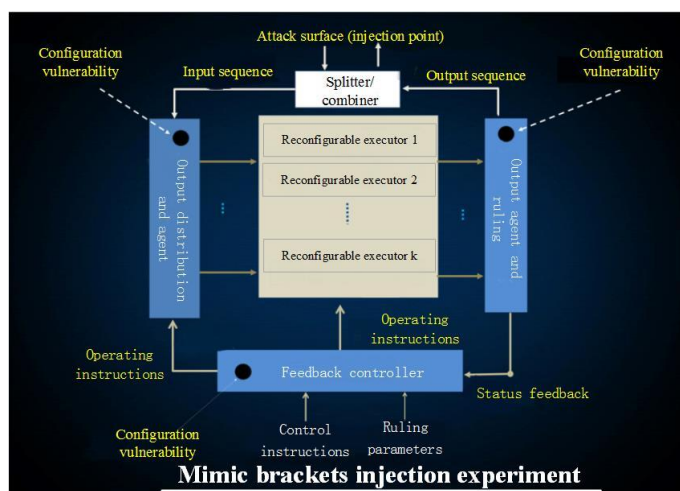 Attack surface (injection point)
Configuration
vulnerability
Configuration
vulnerability
Input sequence
Splitter/
combiner
Output sequence
Output distribution
and agent
Reconfigurable executor 1
Reconfigurable executor 2
Reconfigurable executor k
Output agent and
ruling
Operating
instructions
Operating
instructions
Feedback controller
Status feedback
Configuration
vulnerability
Control
instructions
Ruling
parameters
Mimic brackets injection experiment